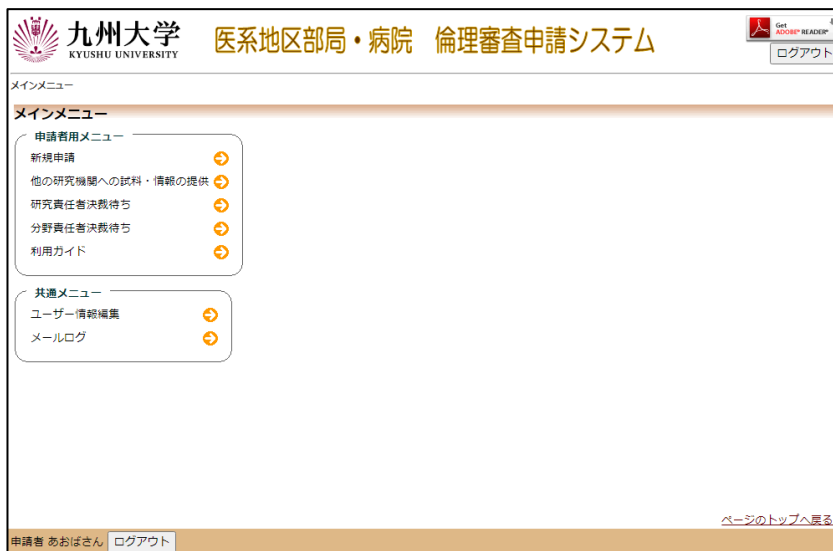 九州大学
KYUSHU UNIVERSITY
医系地区部局・病院　倫理審査申請システム
Get
ADOBE® READER®
ログアウト
メインメニュー
メインメニュー
申請者用メニュー
新規申請
他の研究機関への試料・情報の提供
研究責任者決裁待ち
分野責任者決裁待ち
利用ガイド
共通メニュー
ユーザー情報編集
メールログ
ページのトップへ戻る
申請者 あおばさん ログアウト